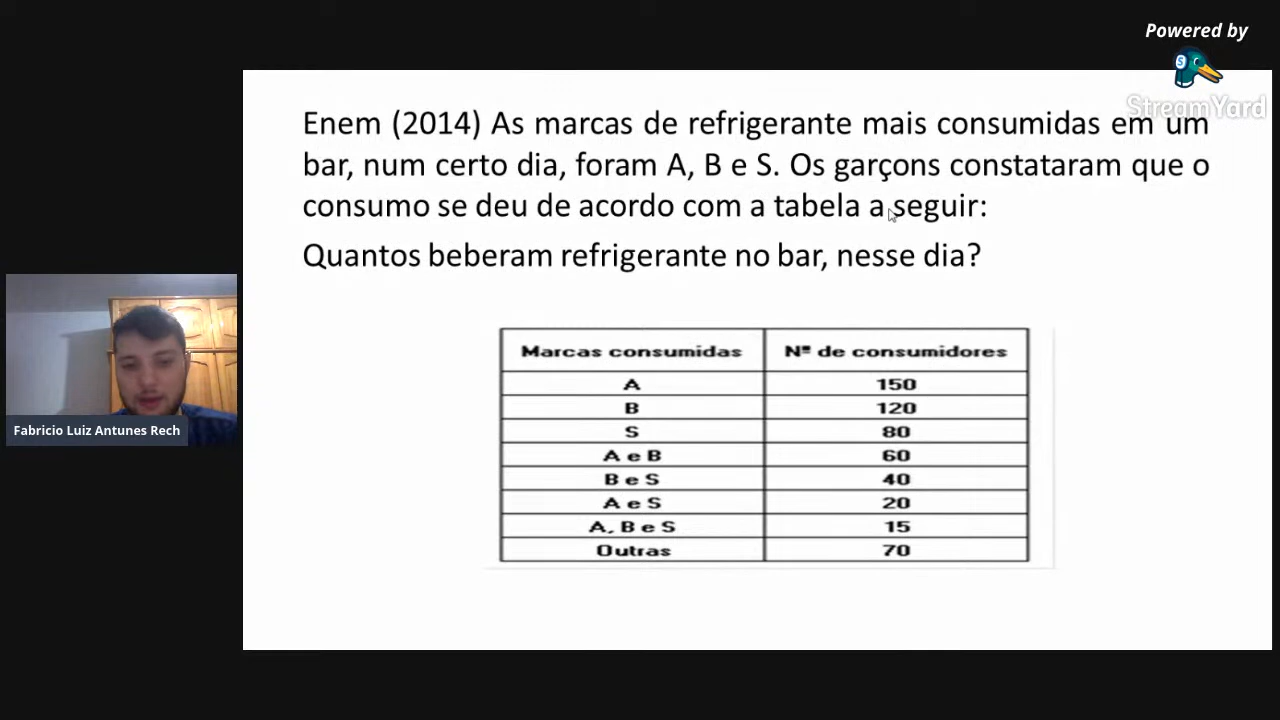 Powered by
StreamYard
Enem (2014) As marcas de refrigerante mais consumidas em um
bar, num certo dia, foram A, B e S. Os garçons constataram que o
consumo se deu de acordo com a tabela a seguir:
Quantos beberam refrigerante no bar, nesse dia?
Marcas consumidas Nº de consumidores
A 150
B 120
S 80
A e B 60
B e S 40
A e S 20
A, B e S 15
Outras 70
Fabricio Luiz Antunes Rech